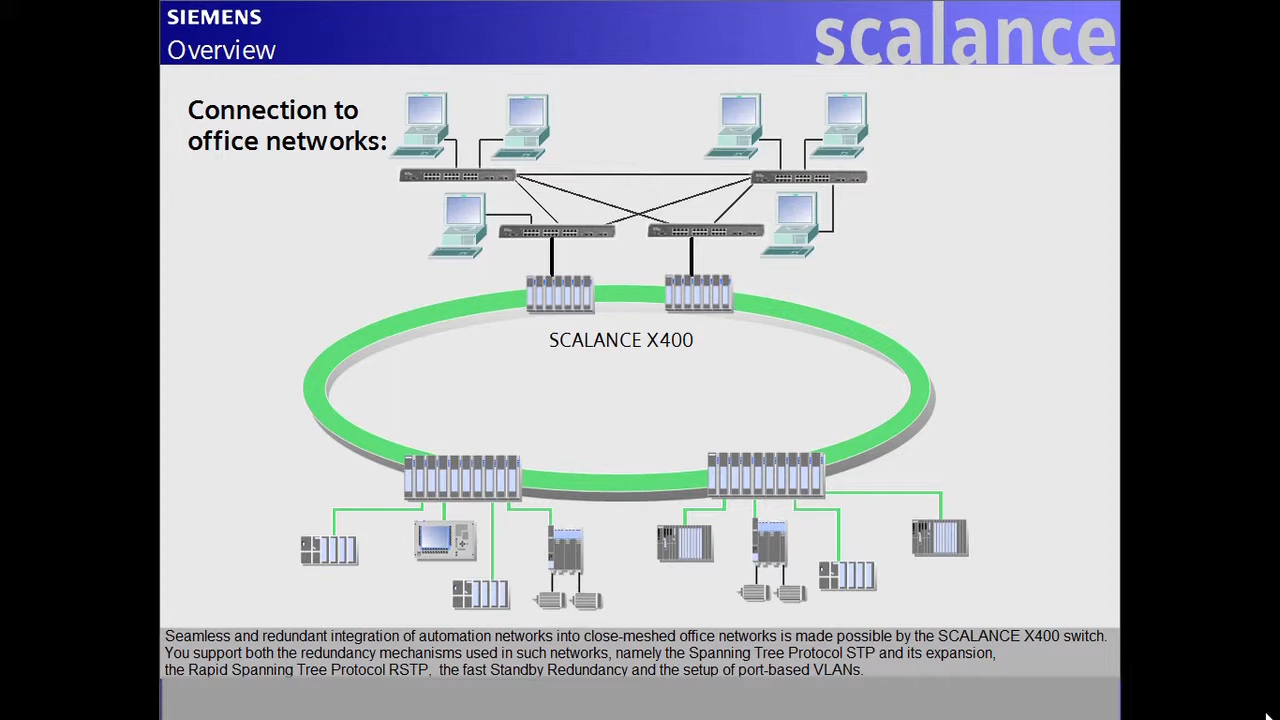 SIEMENS
Overview
scalance
Connection to
office networks:
SCALANCE X400
Seamless and redundant integration of automation networks into close-meshed office networks is made possible by the SCALANCE X400 switch.
You support both the redundancy mechanisms used in such networks, namely the Spanning Tree Protocol STP and its expansion,
the Rapid Spanning Tree Protocol RSTP,  the fast Standby Redundancy and the setup of port-based VLANs.